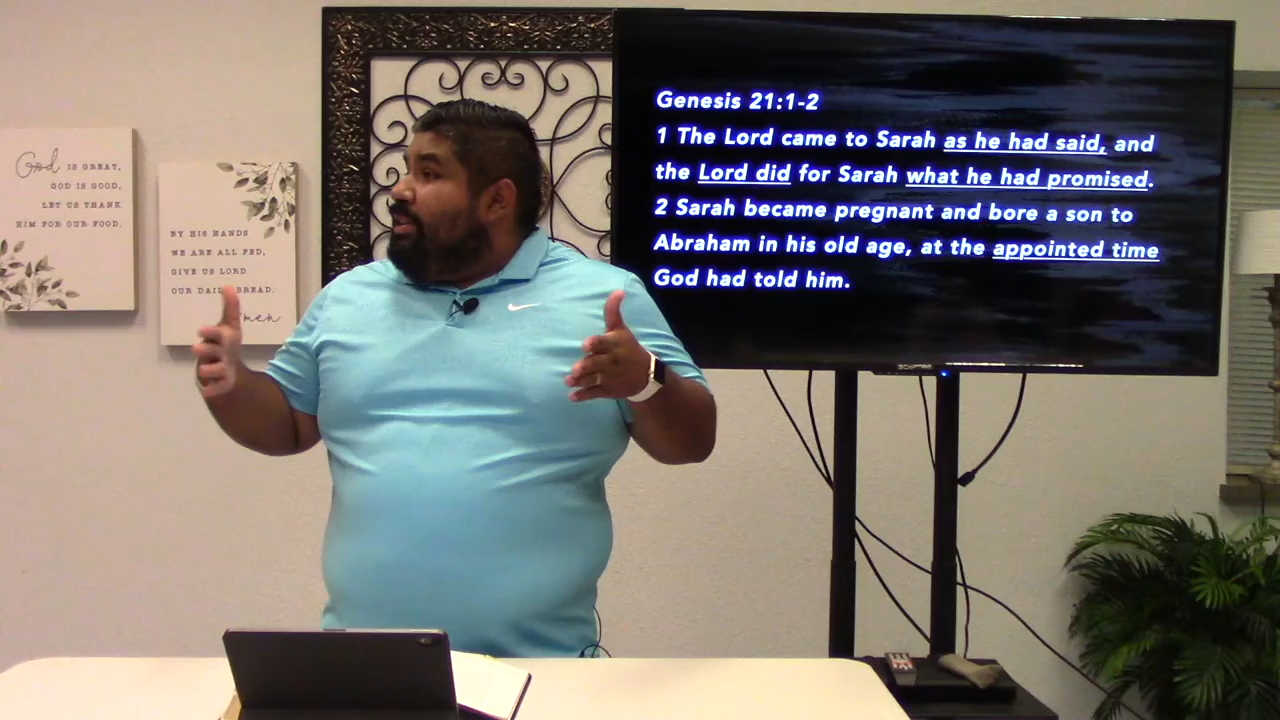 God IS GREAT,
GOD IS GOOD,
LET US THANK
HIM FOR OUR FOOD.
BY HIS HANDS
WE ARE ALL FED,
GIVE US LORD
OUR DAILY BREAD.
Genesis 21:1-2
1 The Lord came to Sarah as he had said, and
the Lord did for Sarah what he had promised.
2 Sarah became pregnant and bore a son to
Abraham in his old age, at the appointed time
God had told him.